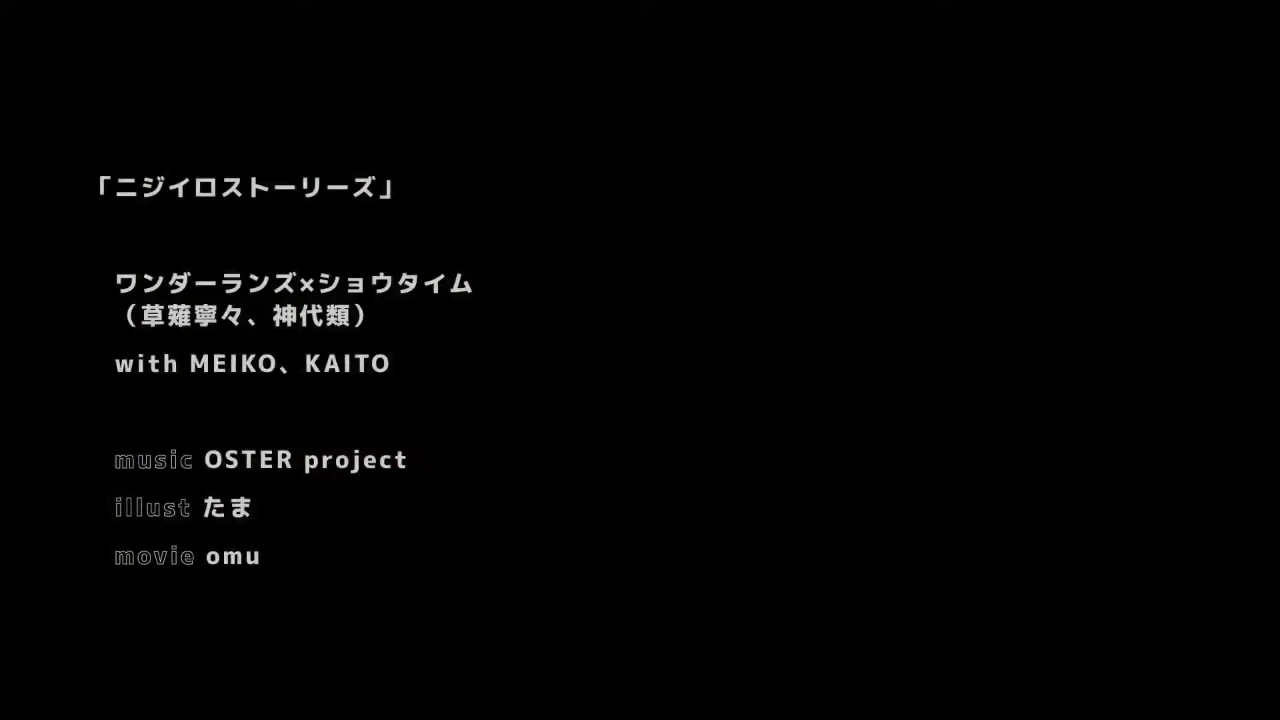 「ニジイロストーリーズ」
ワンダーランズ×ショウタイム
（草薙寧々、神代類）
with MEIKO、KAITO
music OSTER project
illust たま
movie omu